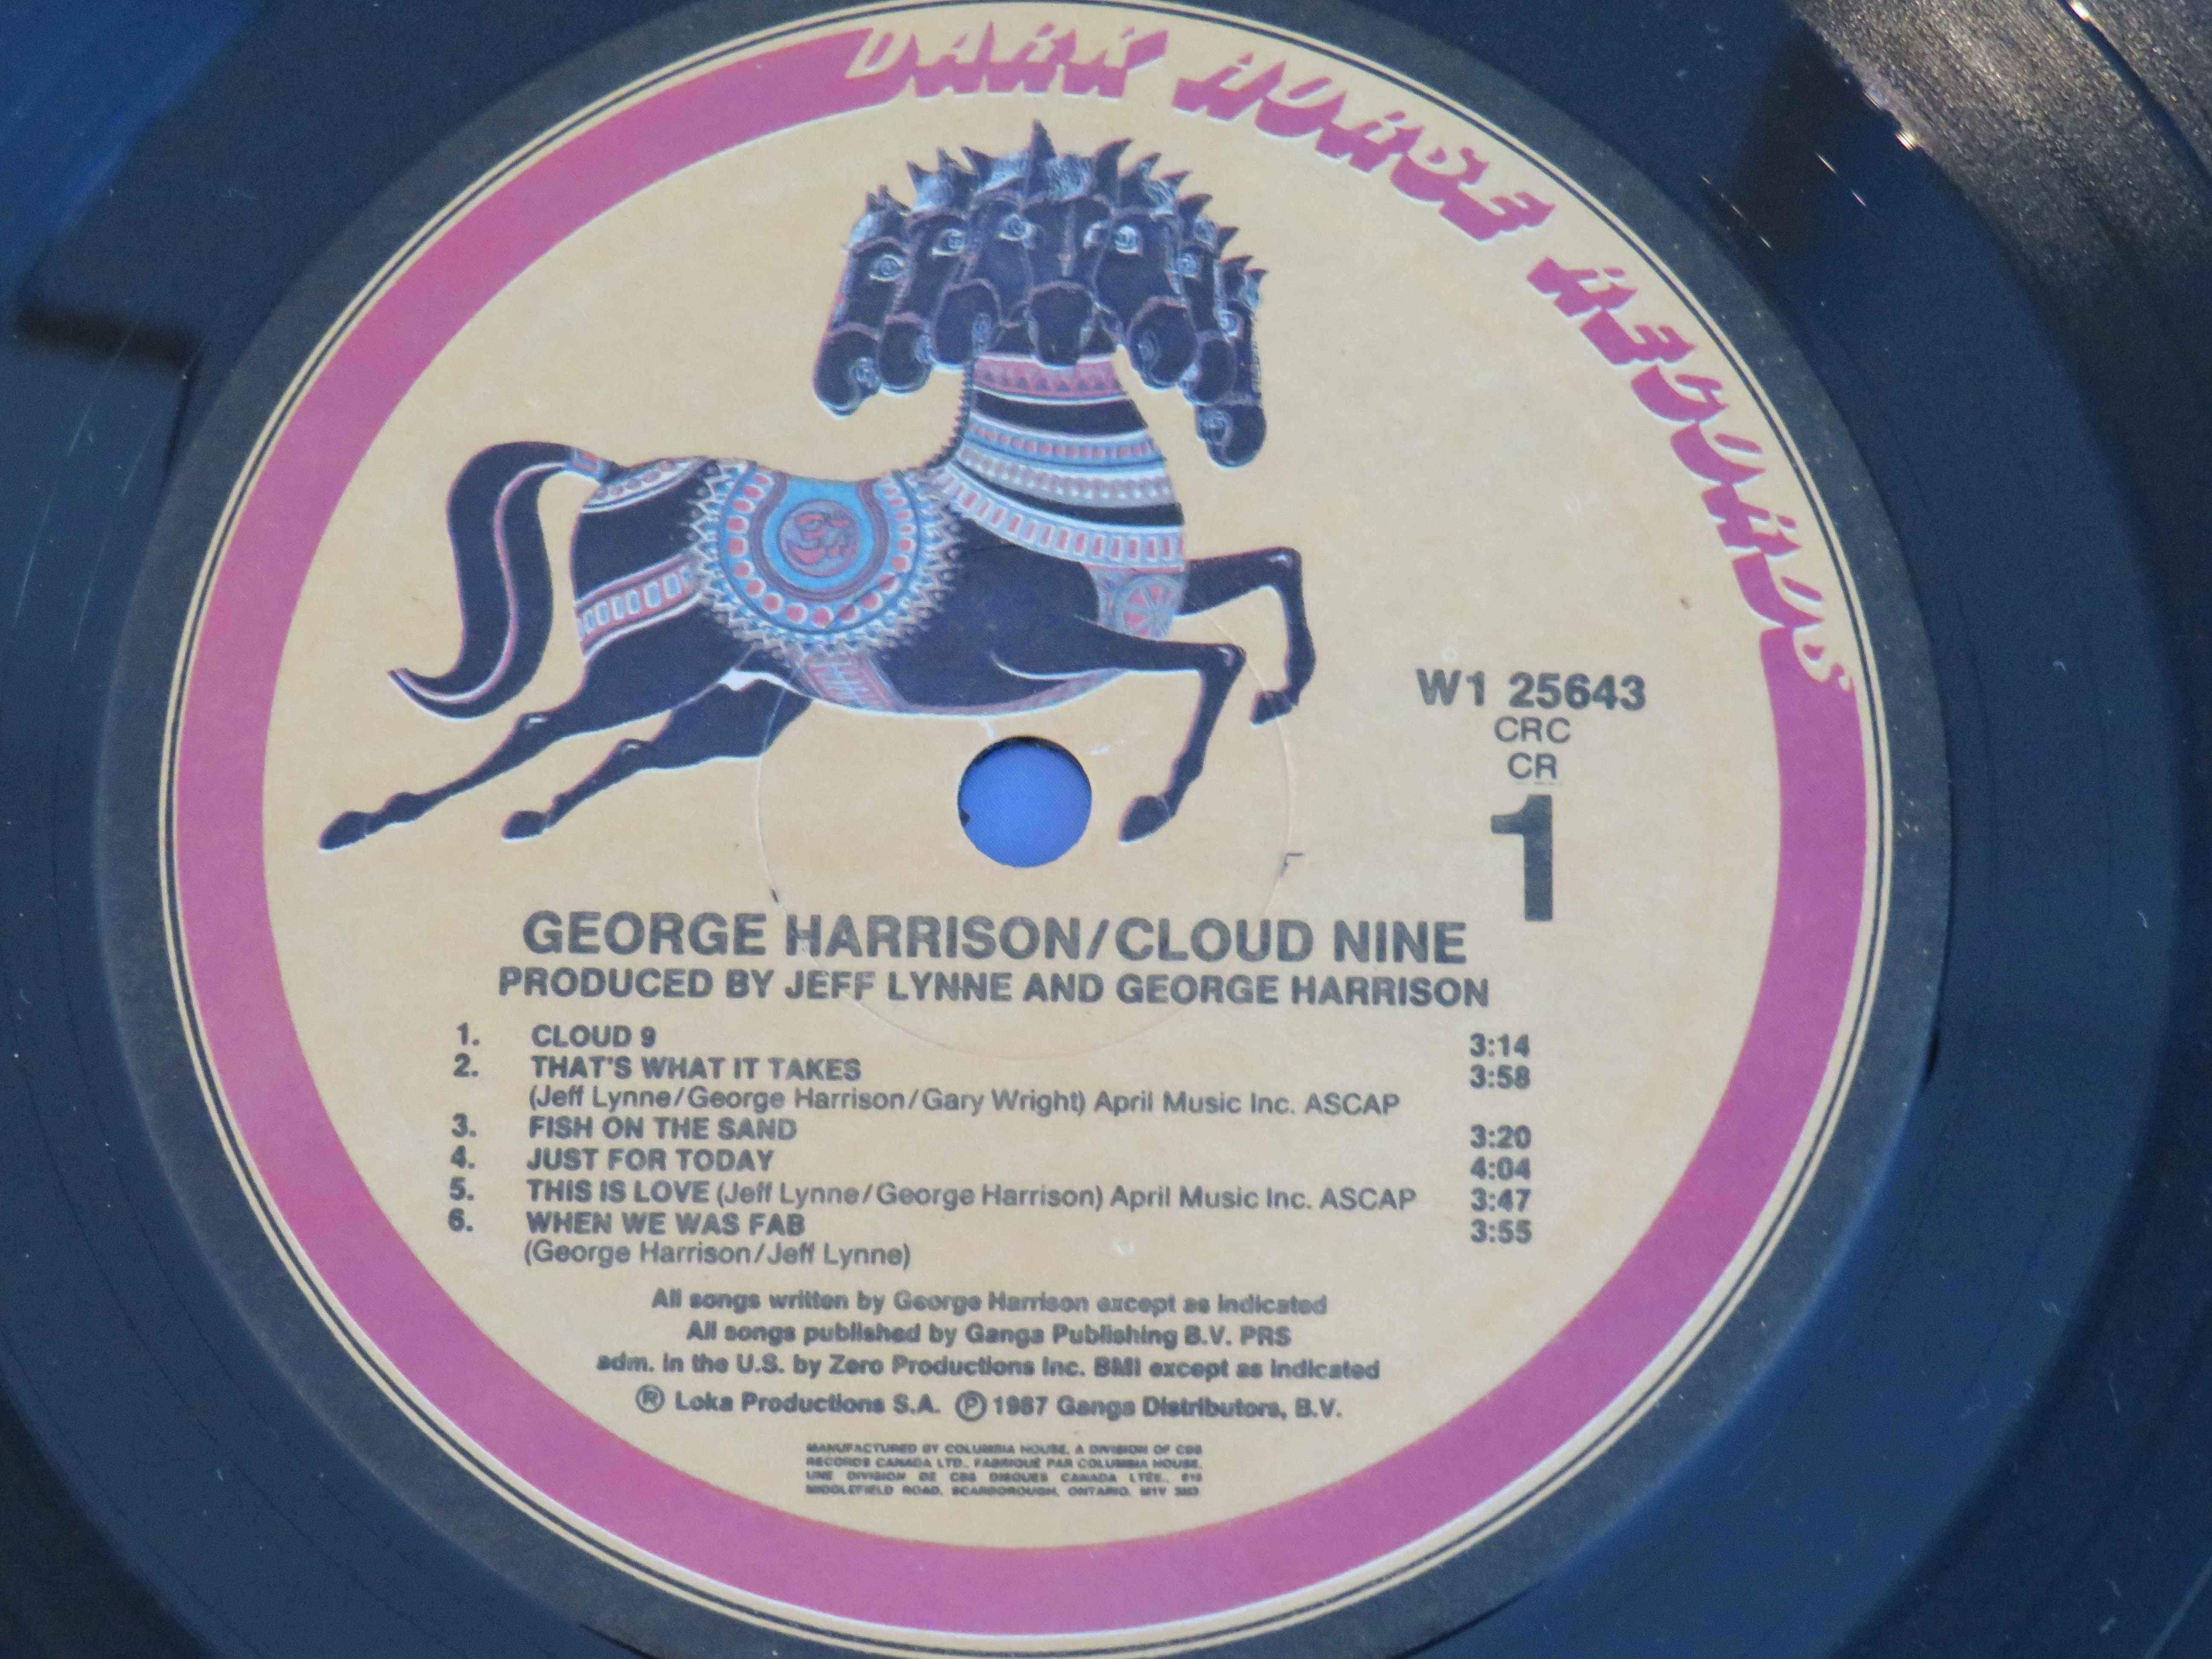 DARK HORSE RECORDS
W1 25643
CRC
CR
1
GEORGE HARRISON/CLOUD NINE
PRODUCED BY JEFF LYNNE AND GEORGE HARRISON
1. CLOUD 9 3:14
2. THAT'S WHAT IT TAKES 3:58
(Jeff Lynne/George Harrison/Gary Wright) April Music Inc. ASCAP
3. FISH ON THE SAND 3:20
4. JUST FOR TODAY 4:04
5. THIS IS LOVE (Jeff Lynne/George Harrison) April Music Inc. ASCAP 3:47
6. WHEN WE WAS FAB 3:55
(George Harrison/Jeff Lynne)
All songs written by George Harrison except as indicated
All songs published by Ganga Publishing B.V. PRS
adm. in the U.S. by Zero Productions Inc. BMI except as indicated
Ⓡ Loka Productions S.A. Ⓟ 1987 Ganga Distributors, B.V.
MANUFACTURED BY COLUMBIA HOUSE, A DIVISION OF CBS
RECORDS CANADA LTD., FABRIQUÉ PAR COLUMBIA HOUSE,
UNE DIVISION DE CBS DISQUES CANADA LTÉE.,
MIDDLEFIELD ROAD, SCARBOROUGH, ONTARIO.